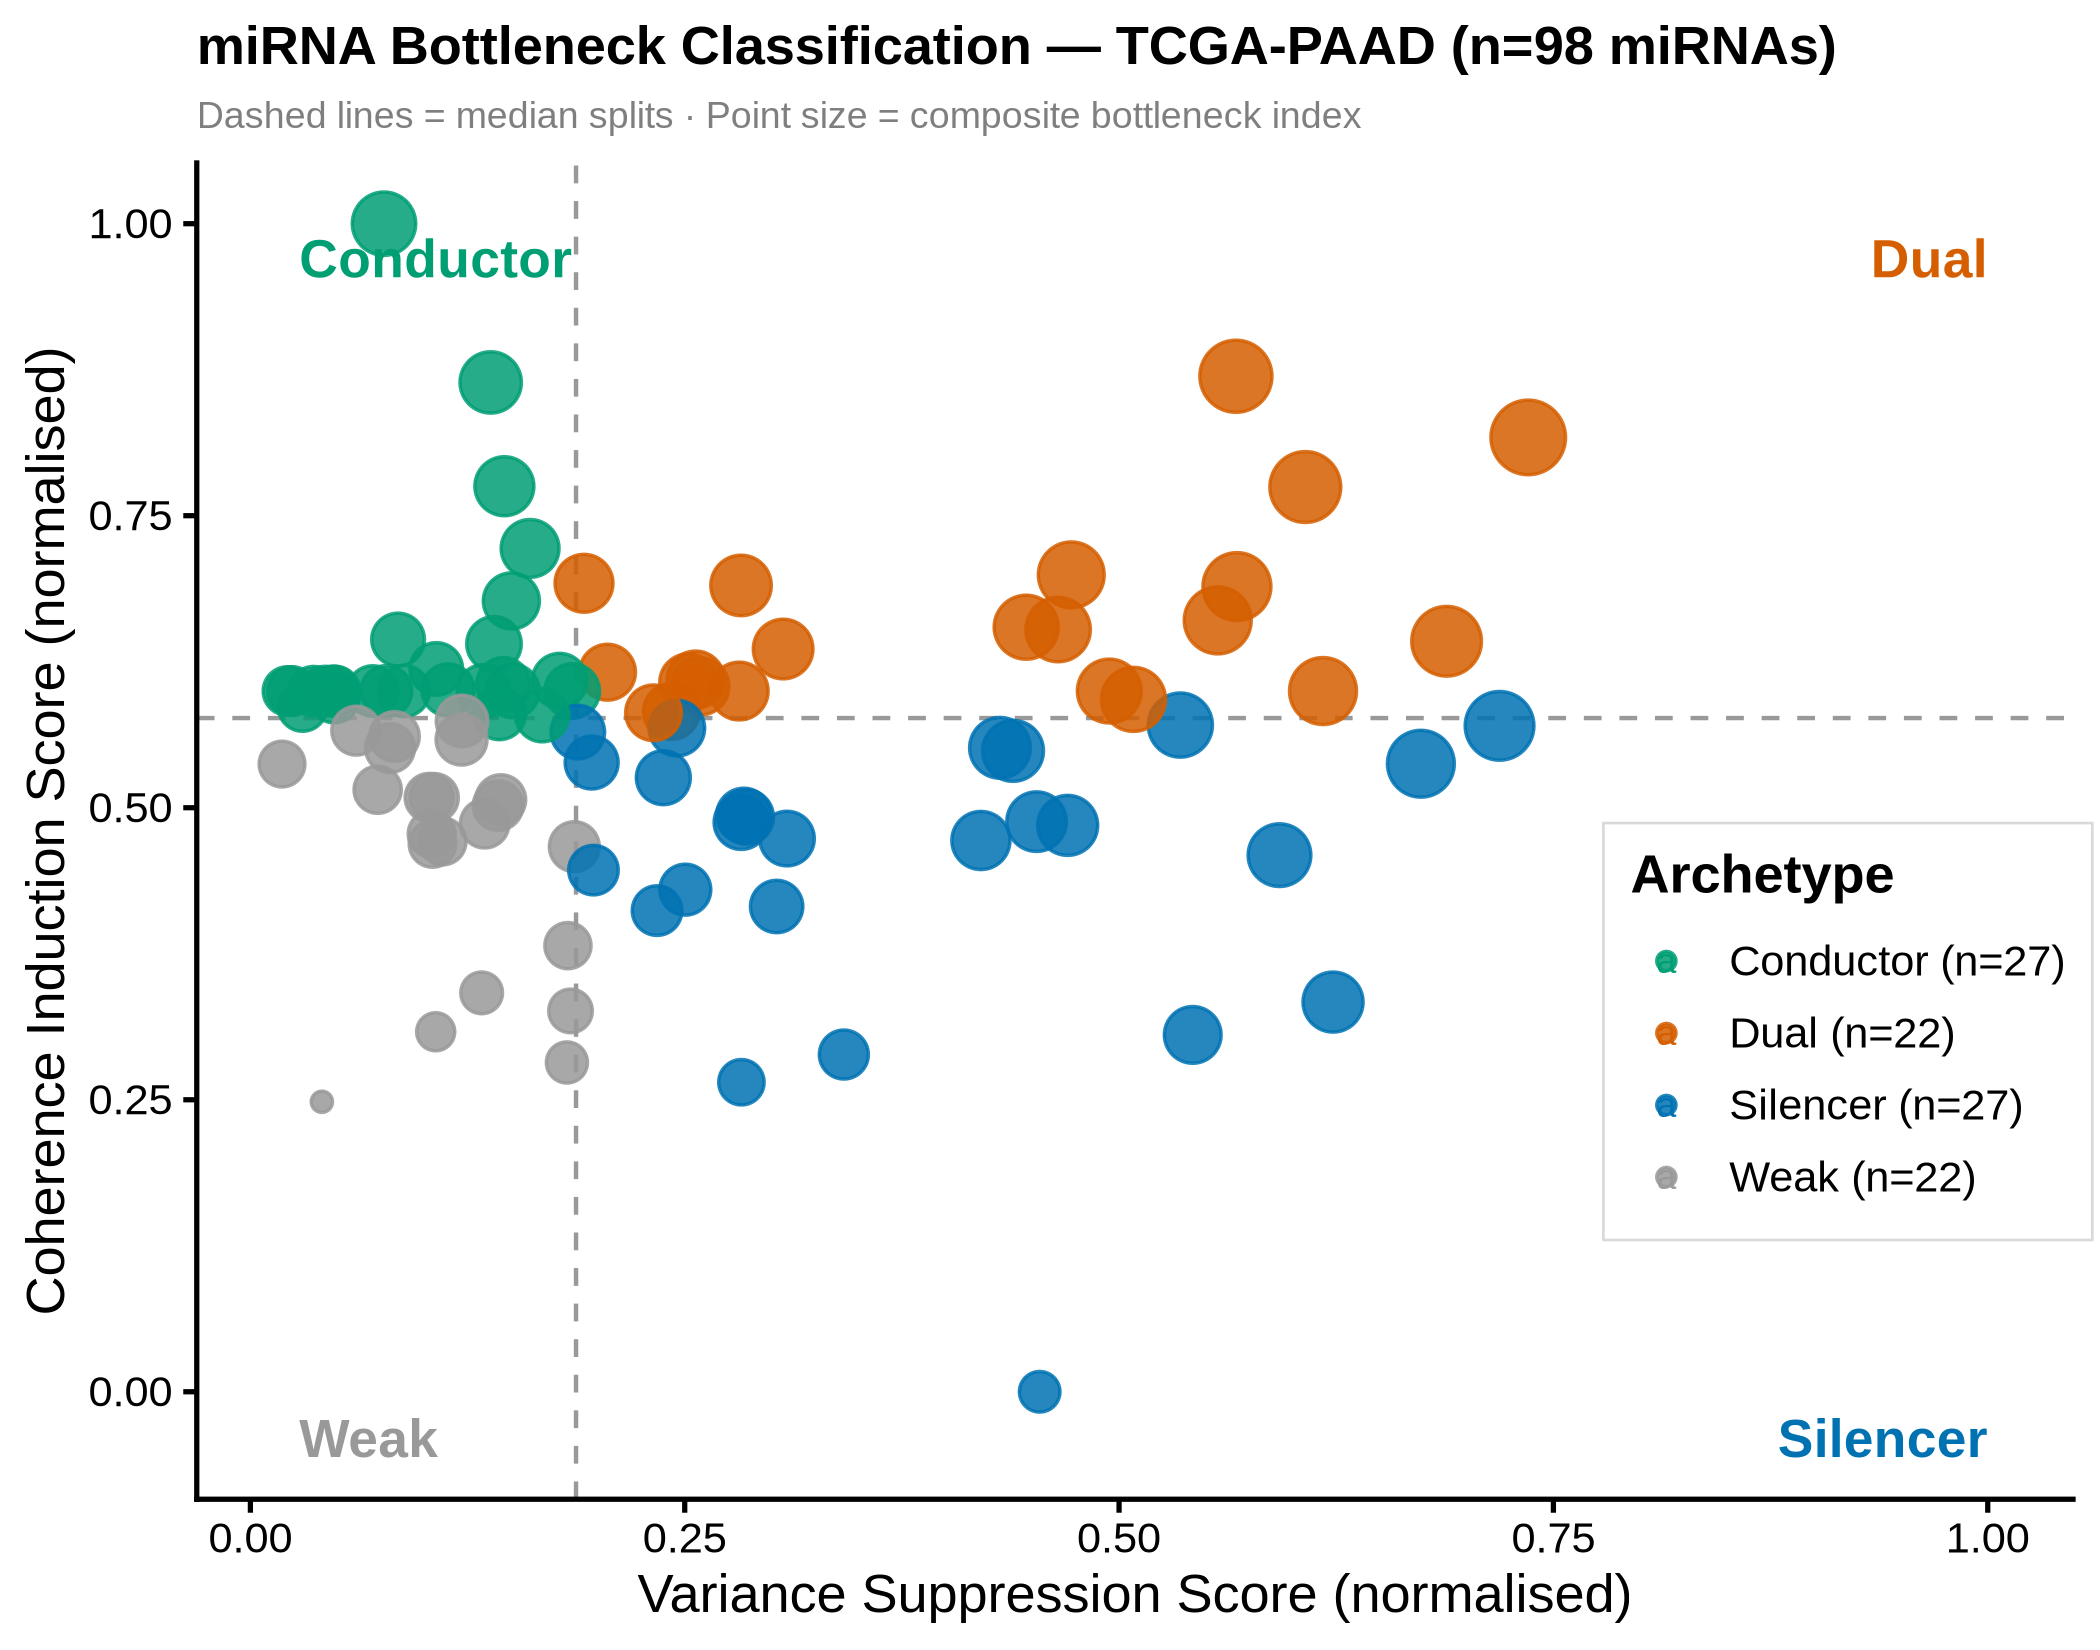 miRNA Bottleneck Classification — TCGA-PAAD (n=98 miRNAs)
Dashed lines = median splits · Point size = composite bottleneck index
Coherence Induction Score (normalised)
1.00
0.75
0.50
0.25
0.00
Conductor
Dual
Weak
Silencer
Archetype
a Conductor (n=27)
a Dual (n=22)
a Silencer (n=27)
a Weak (n=22)
0.00 0.25 0.50 0.75 1.00
Variance Suppression Score (normalised)